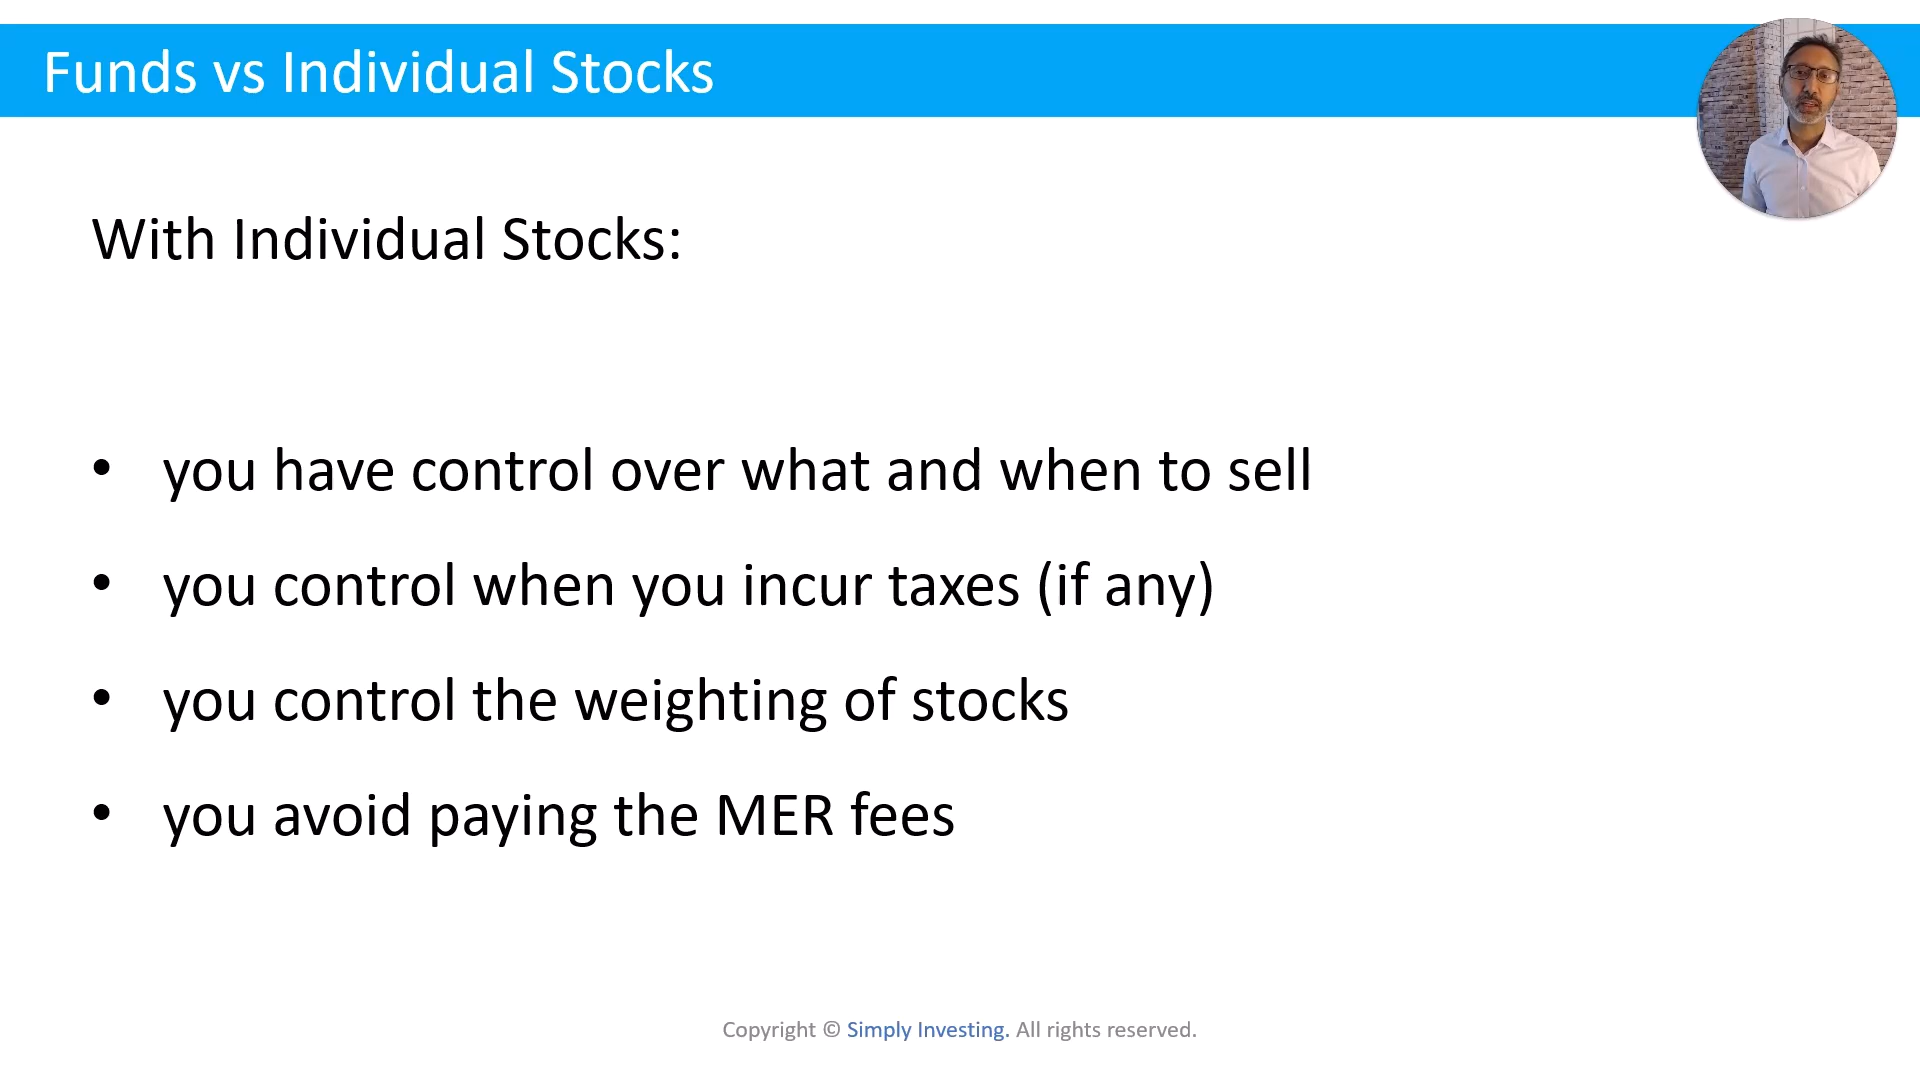 Funds vs Individual Stocks
With Individual Stocks:
• you have control over what and when to sell
• you control when you incur taxes (if any)
• you control the weighting of stocks
• you avoid paying the MER fees
Copyright © Simply Investing. All rights reserved.